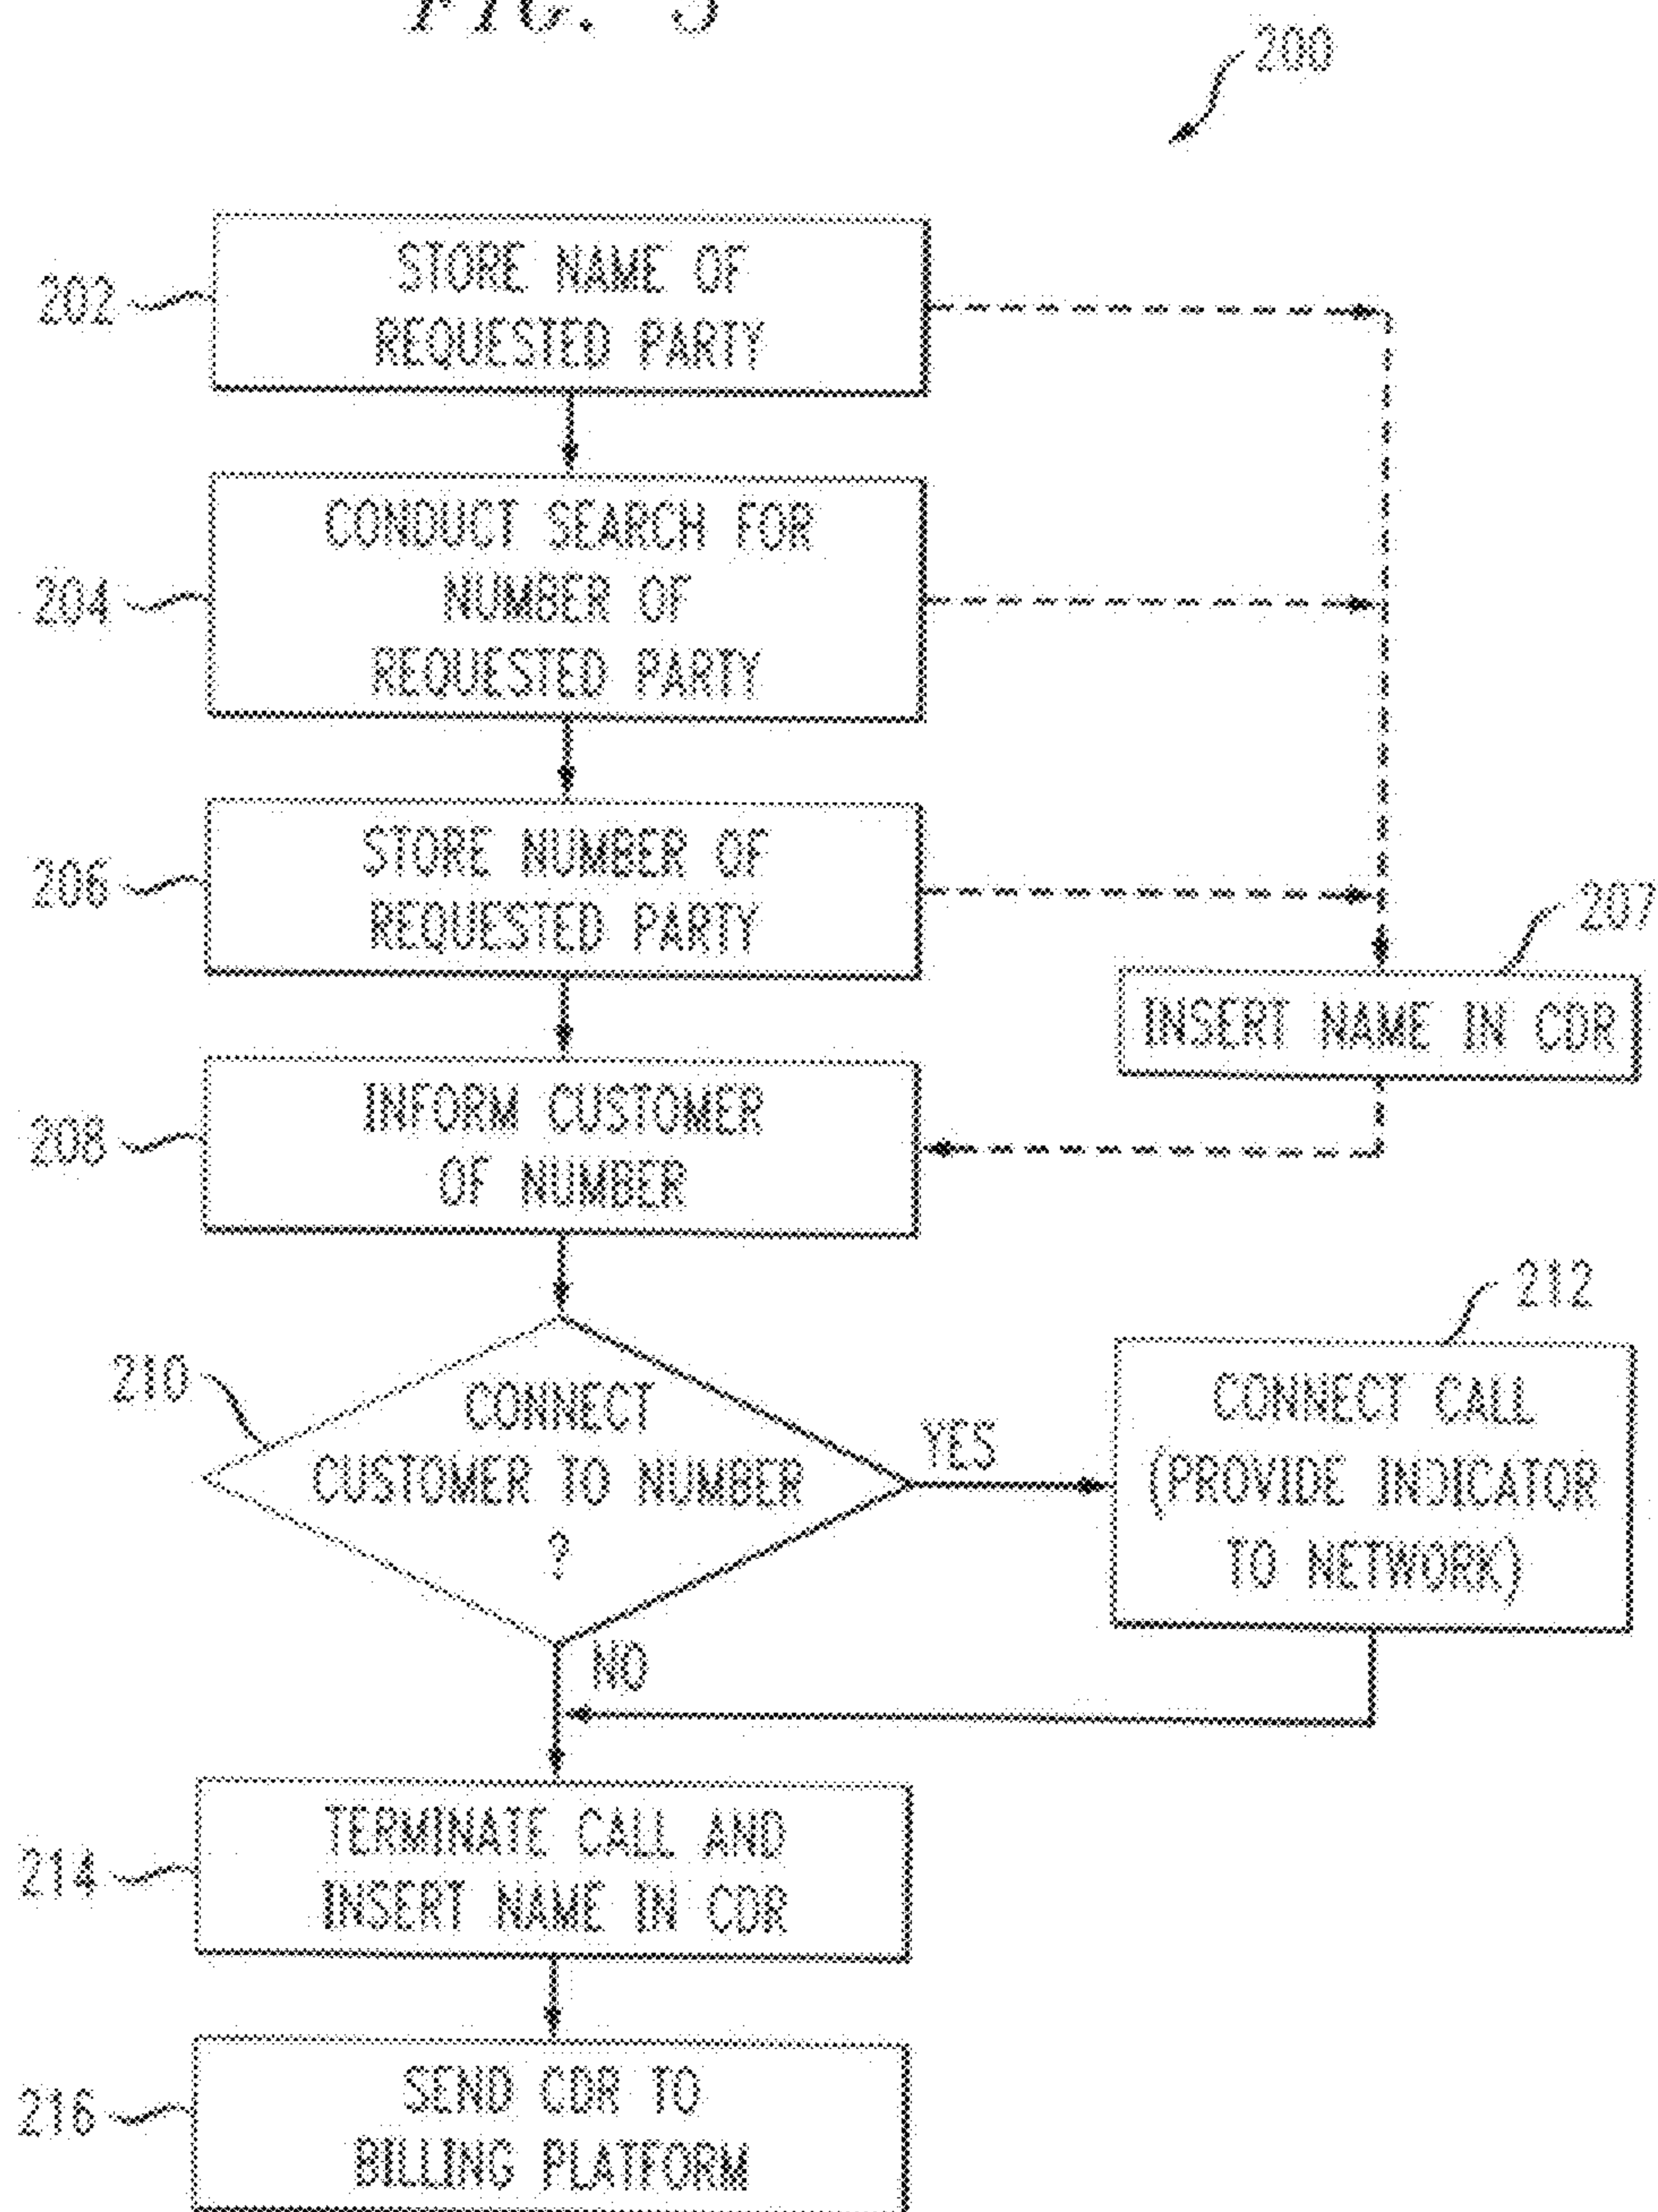 FIG. 3
200
202
STORE NAME OF
REQUESTED PARTY
204
CONDUCT SEARCH FOR
NUMBER OF
REQUESTED PARTY
206
STORE NUMBER OF
REQUESTED PARTY
207
INSERT NAME IN CDR
208
INFORM CUSTOMER
OF NUMBER
210
CONNECT
CUSTOMER TO NUMBER
?
YES
NO
212
CONNECT CALL
(PROVIDE INDICATOR
TO NETWORK)
214
TERMINATE CALL AND
INSERT NAME IN CDR
216
SEND CDR TO
BILLING PLATFORM